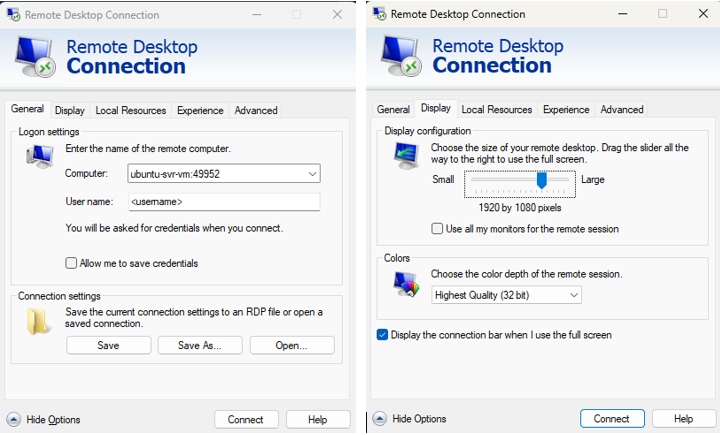 Remote Desktop Connection
Remote Desktop
Connection
General Display Local Resources Experience Advanced
Logon settings
Enter the name of the remote computer.
Computer: ubuntu-svr-vm:49952
User name: <username>
You will be asked for credentials when you connect.
Allow me to save credentials
Connection settings
Save the current connection settings to an RDP file or open a
saved connection.
Save Save As... Open...
Hide Options Connect Help
Remote Desktop Connection
Remote Desktop
Connection
General Display Local Resources Experience Advanced
Display configuration
Choose the size of your remote desktop. Drag the slider all the
way to the right to use the full screen.
Small Large
1920 by 1080 pixels
Use all my monitors for the remote session
Colors
Choose the color depth of the remote session.
Highest Quality (32 bit)
Display the connection bar when I use the full screen
Hide Options Connect Help